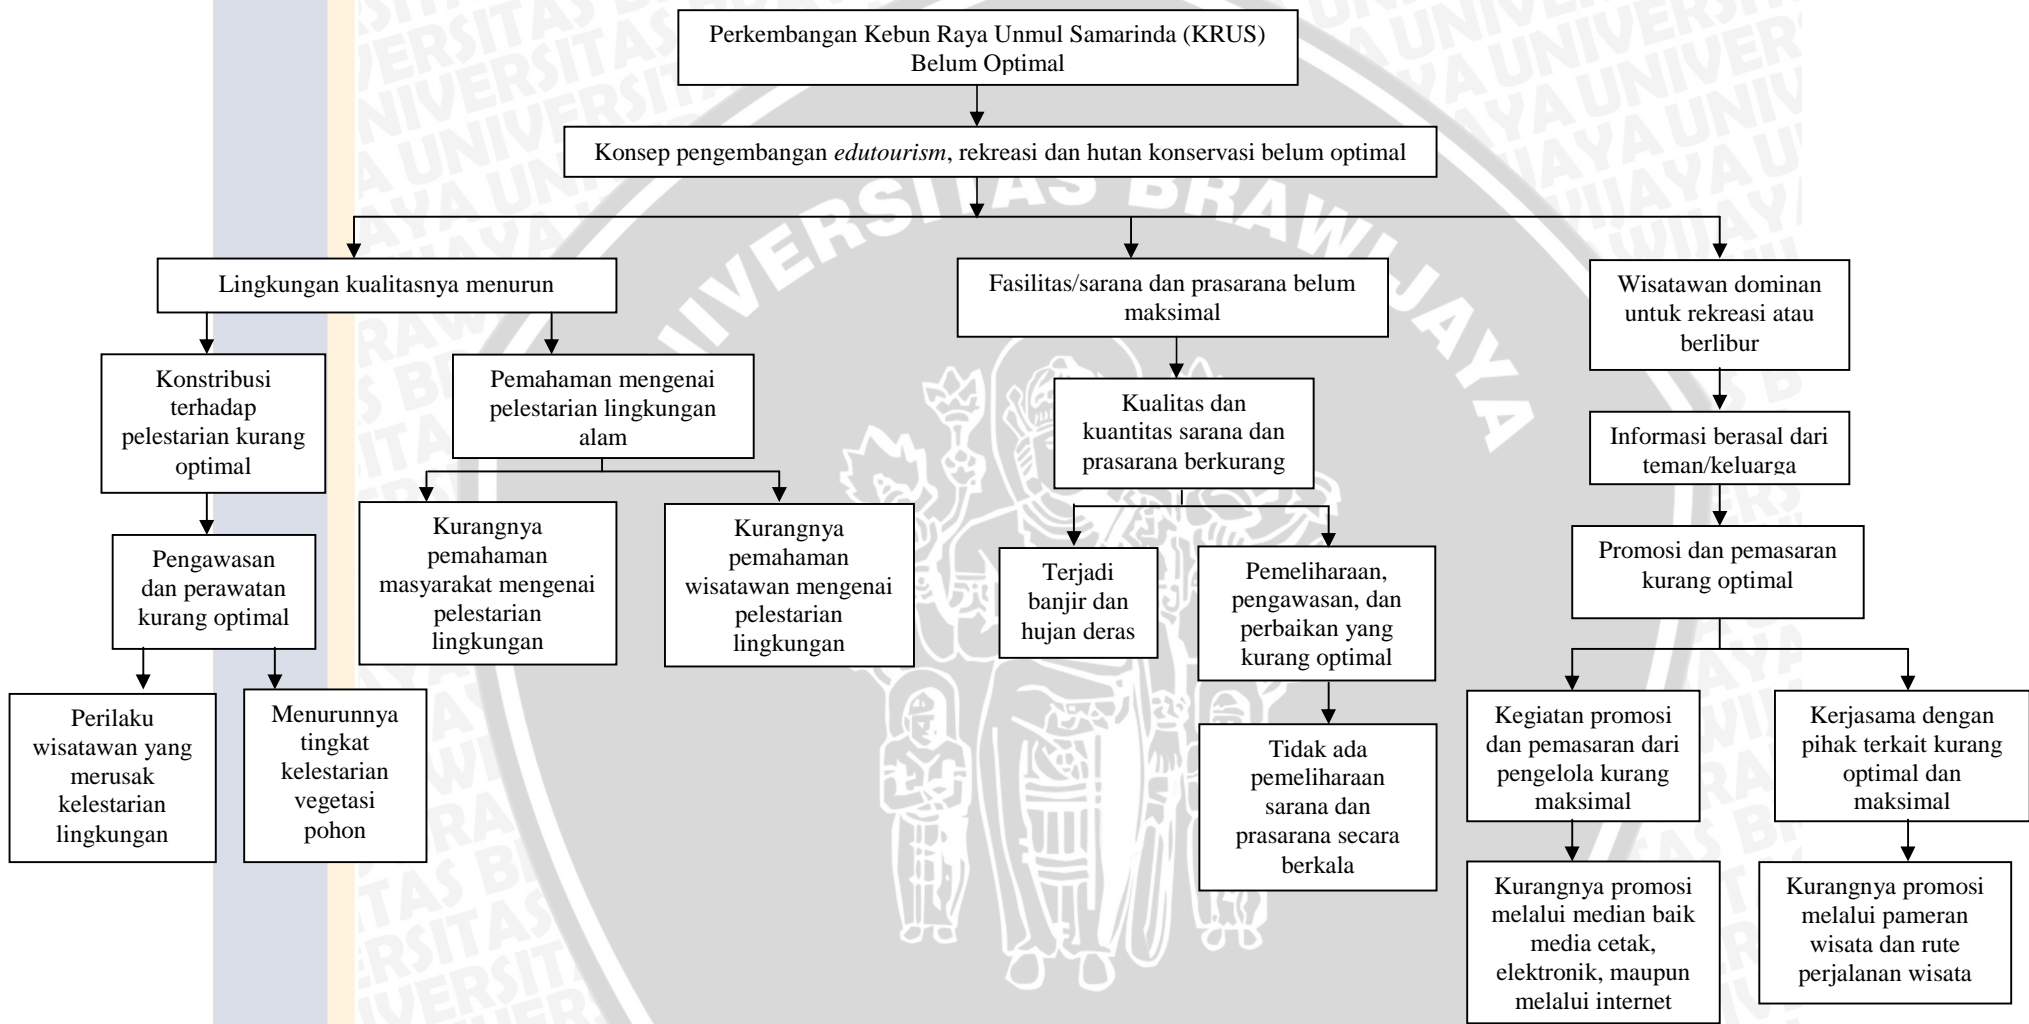 Perkembangan Kebun Raya Unmul Samarinda (KRUS)
Belum Optimal
Konsep pengembangan edutourism, rekreasi dan hutan konservasi belum optimal
UNIVERSITAS BRAWIJAYA
Lingkungan kualitasnya menurun
Fasilitas/sarana dan prasarana belum
maksimal
Wisatawan dominan
untuk rekreasi atau
berlibur
Konstribusi
terhadap
pelestarian kurang
optimal
Pemahaman mengenai
pelestarian lingkungan
alam
Kualitas dan
kuantitas sarana dan
prasarana berkurang
Informasi berasal dari
teman/keluarga
Pengawasan
dan perawatan
kurang optimal
Kurangnya
pemahaman
masyarakat mengenai
pelestarian
lingkungan
Kurangnya
pemahaman
wisatawan mengenai
pelestarian
lingkungan
Terjadi
banjir dan
hujan deras
Pemeliharaan,
pengawasan, dan
perbaikan yang
kurang optimal
Promosi dan pemasaran
kurang optimal
Perilaku
wisatawan yang
merusak
kelestarian
lingkungan
Menurunnya
tingkat
kelestarian
vegetasi
pohon
Tidak ada
pemeliharaan
sarana dan
prasarana secara
berkala
Kegiatan promosi
dan pemasaran dari
pengelola kurang
maksimal
Kerjasama dengan
pihak terkait kurang
optimal dan
maksimal
Kurangnya promosi
melalui median baik
media cetak,
elektronik, maupun
melalui internet
Kurangnya promosi
melalui pameran
wisata dan rute
perjalanan wisata